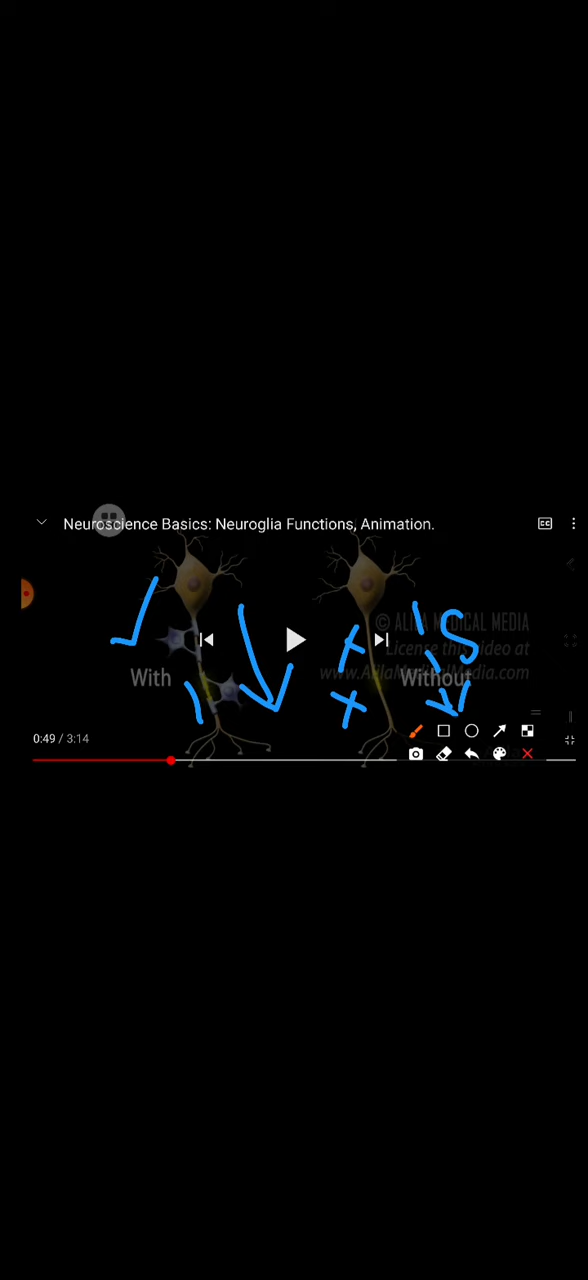 Neuroscience Basics: Neuroglia Functions, Animation.
CC
© ALILA MEDICAL MEDIA
License this video at
www.AlilaMedicalMedia.com
With
Without
0:49 / 3:14